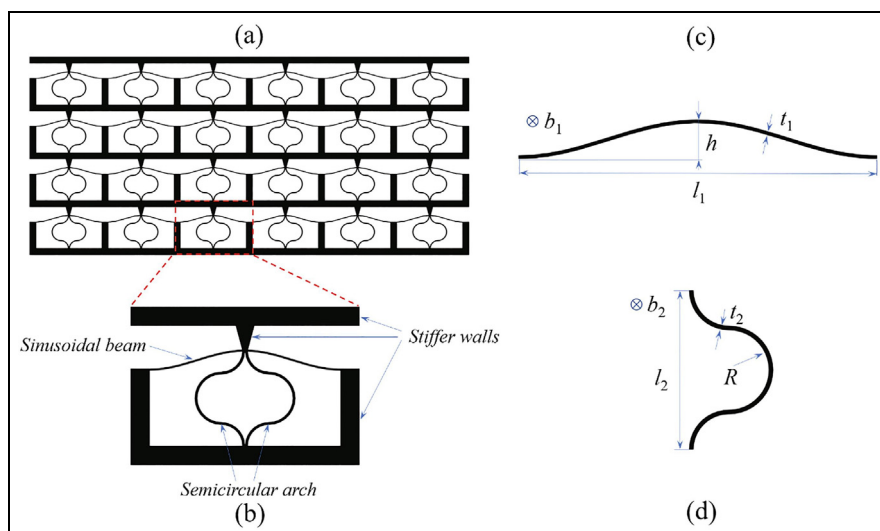 (a)
(c)
⊗ b₁
t₁
h
l₁
Sinusoidal beam
Stiffer walls
Semicircular arch
(b)
⊗ b₂
t₂
l₂
R
(d)